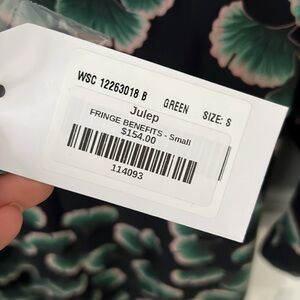 WSC 12263018 B GREEN SIZE: S
Julep
FRINGE BENEFITS - Small
$154.00
114093